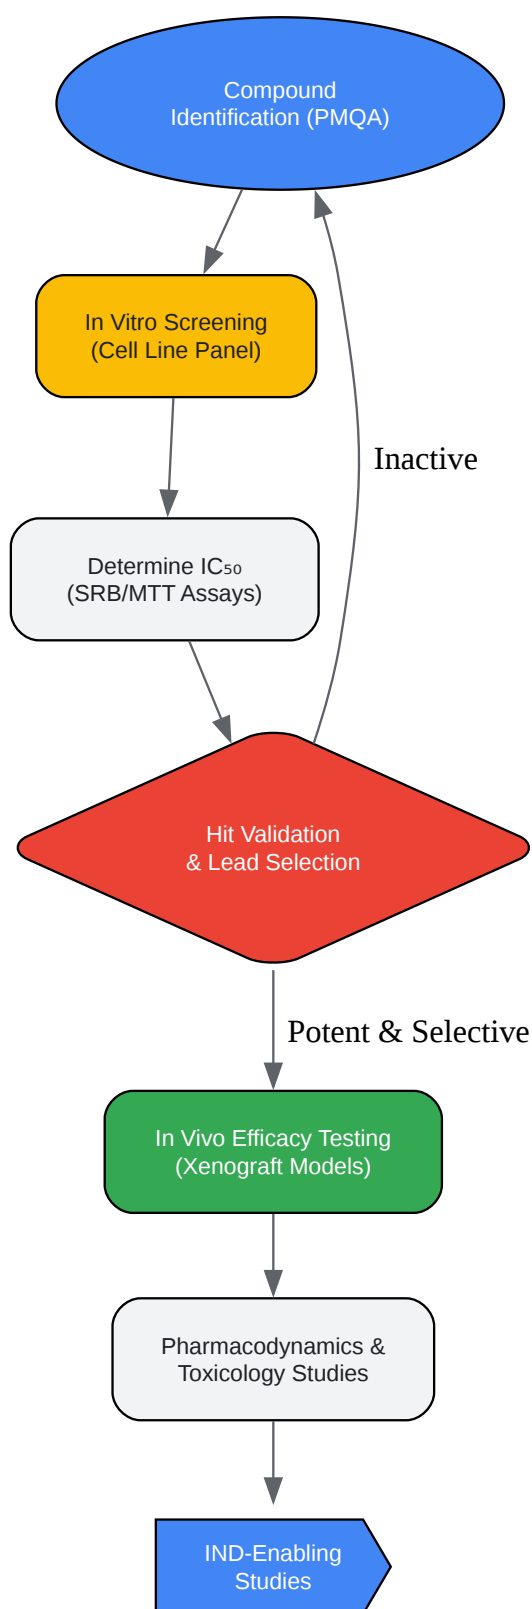 Compound
Identification (PMQA)
In Vitro Screening
(Cell Line Panel)
Inactive
Determine IC₅₀
(SRB/MTT Assays)
Hit Validation
& Lead Selection
Potent & Selective
In Vivo Efficacy Testing
(Xenograft Models)
Pharmacodynamics &
Toxicology Studies
IND-Enabling
Studies